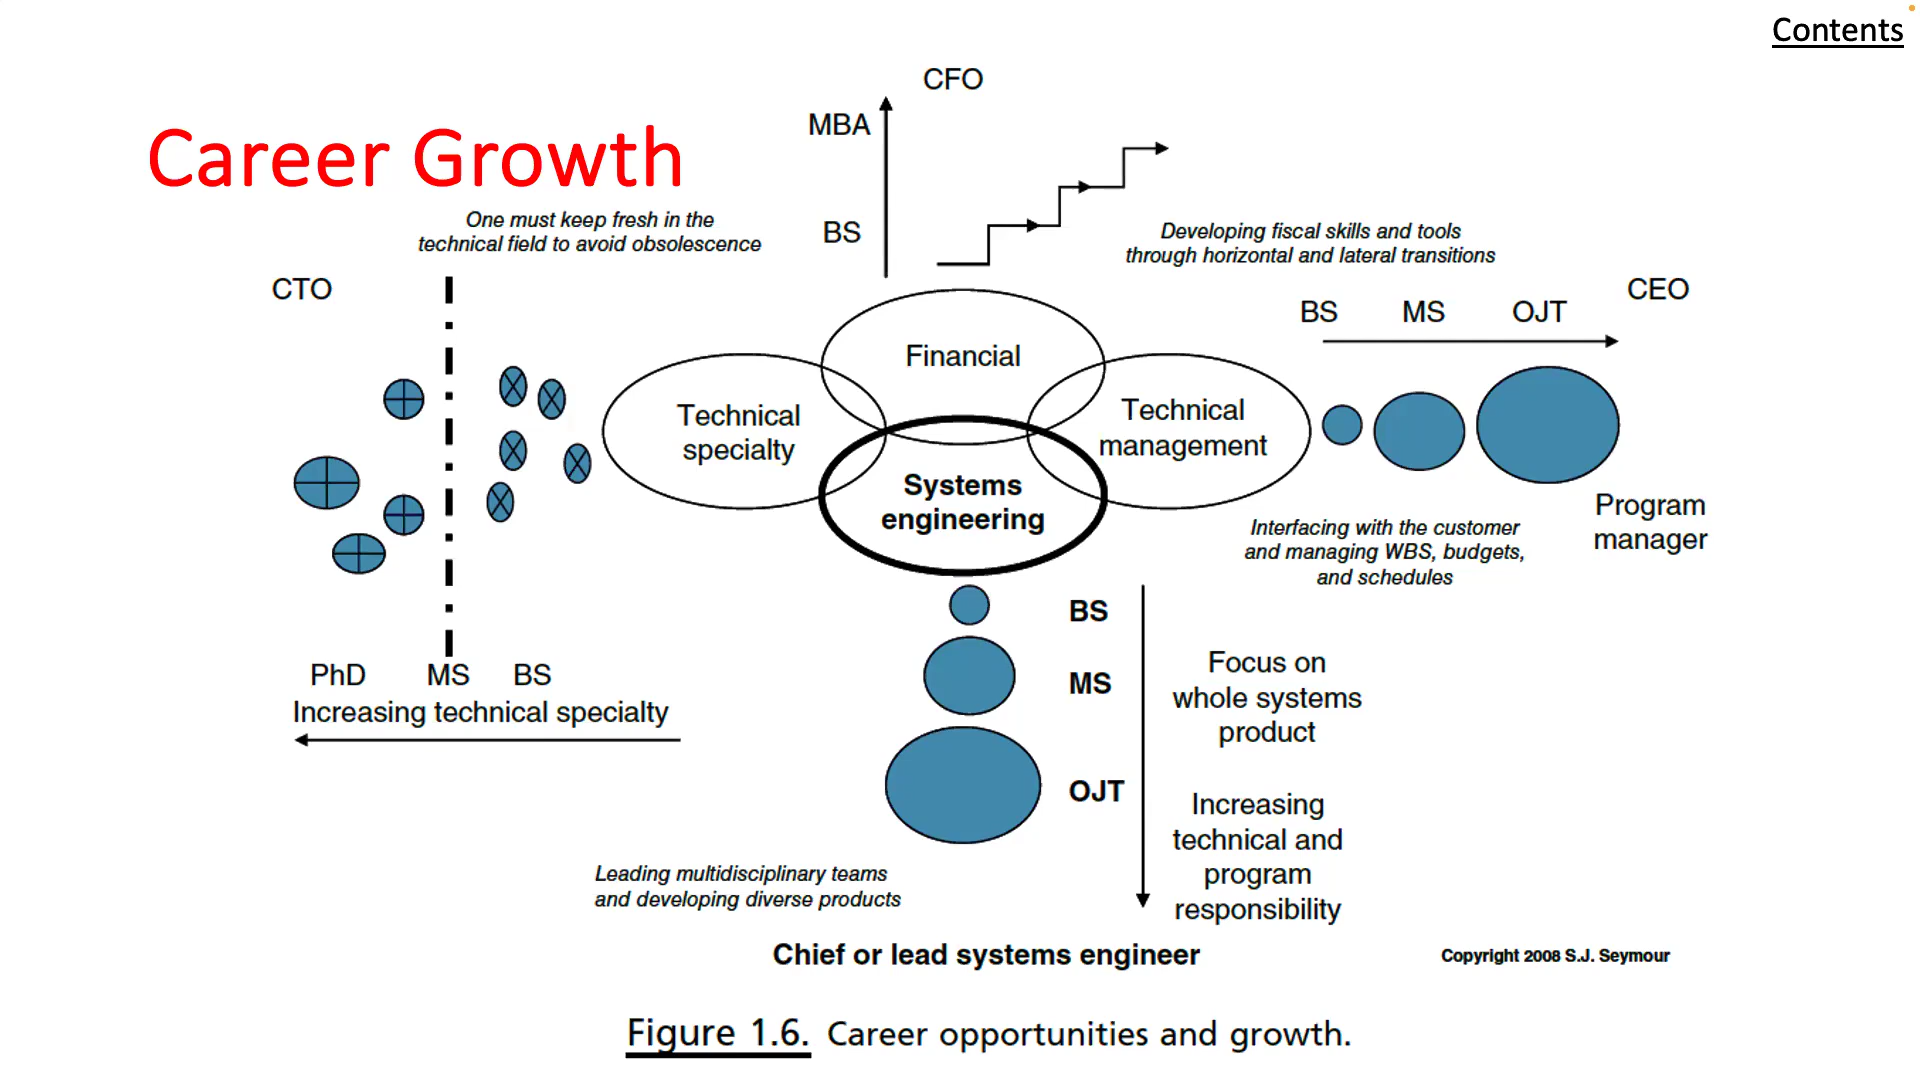 Contents
Career Growth
CFO
MBA
BS
One must keep fresh in the
technical field to avoid obsolescence
Developing fiscal skills and tools
through horizontal and lateral transitions
CTO
CEO
BS MS OJT
Financial
Technical
specialty
Technical
management
Systems
engineering
Program
manager
Interfacing with the customer
and managing WBS, budgets,
and schedules
PhD MS BS
Increasing technical specialty
BS
MS
OJT
Focus on
whole systems
product
Increasing
technical and
program
responsibility
Leading multidisciplinary teams
and developing diverse products
Chief or lead systems engineer
Copyright 2008 S.J. Seymour
Figure 1.6. Career opportunities and growth.